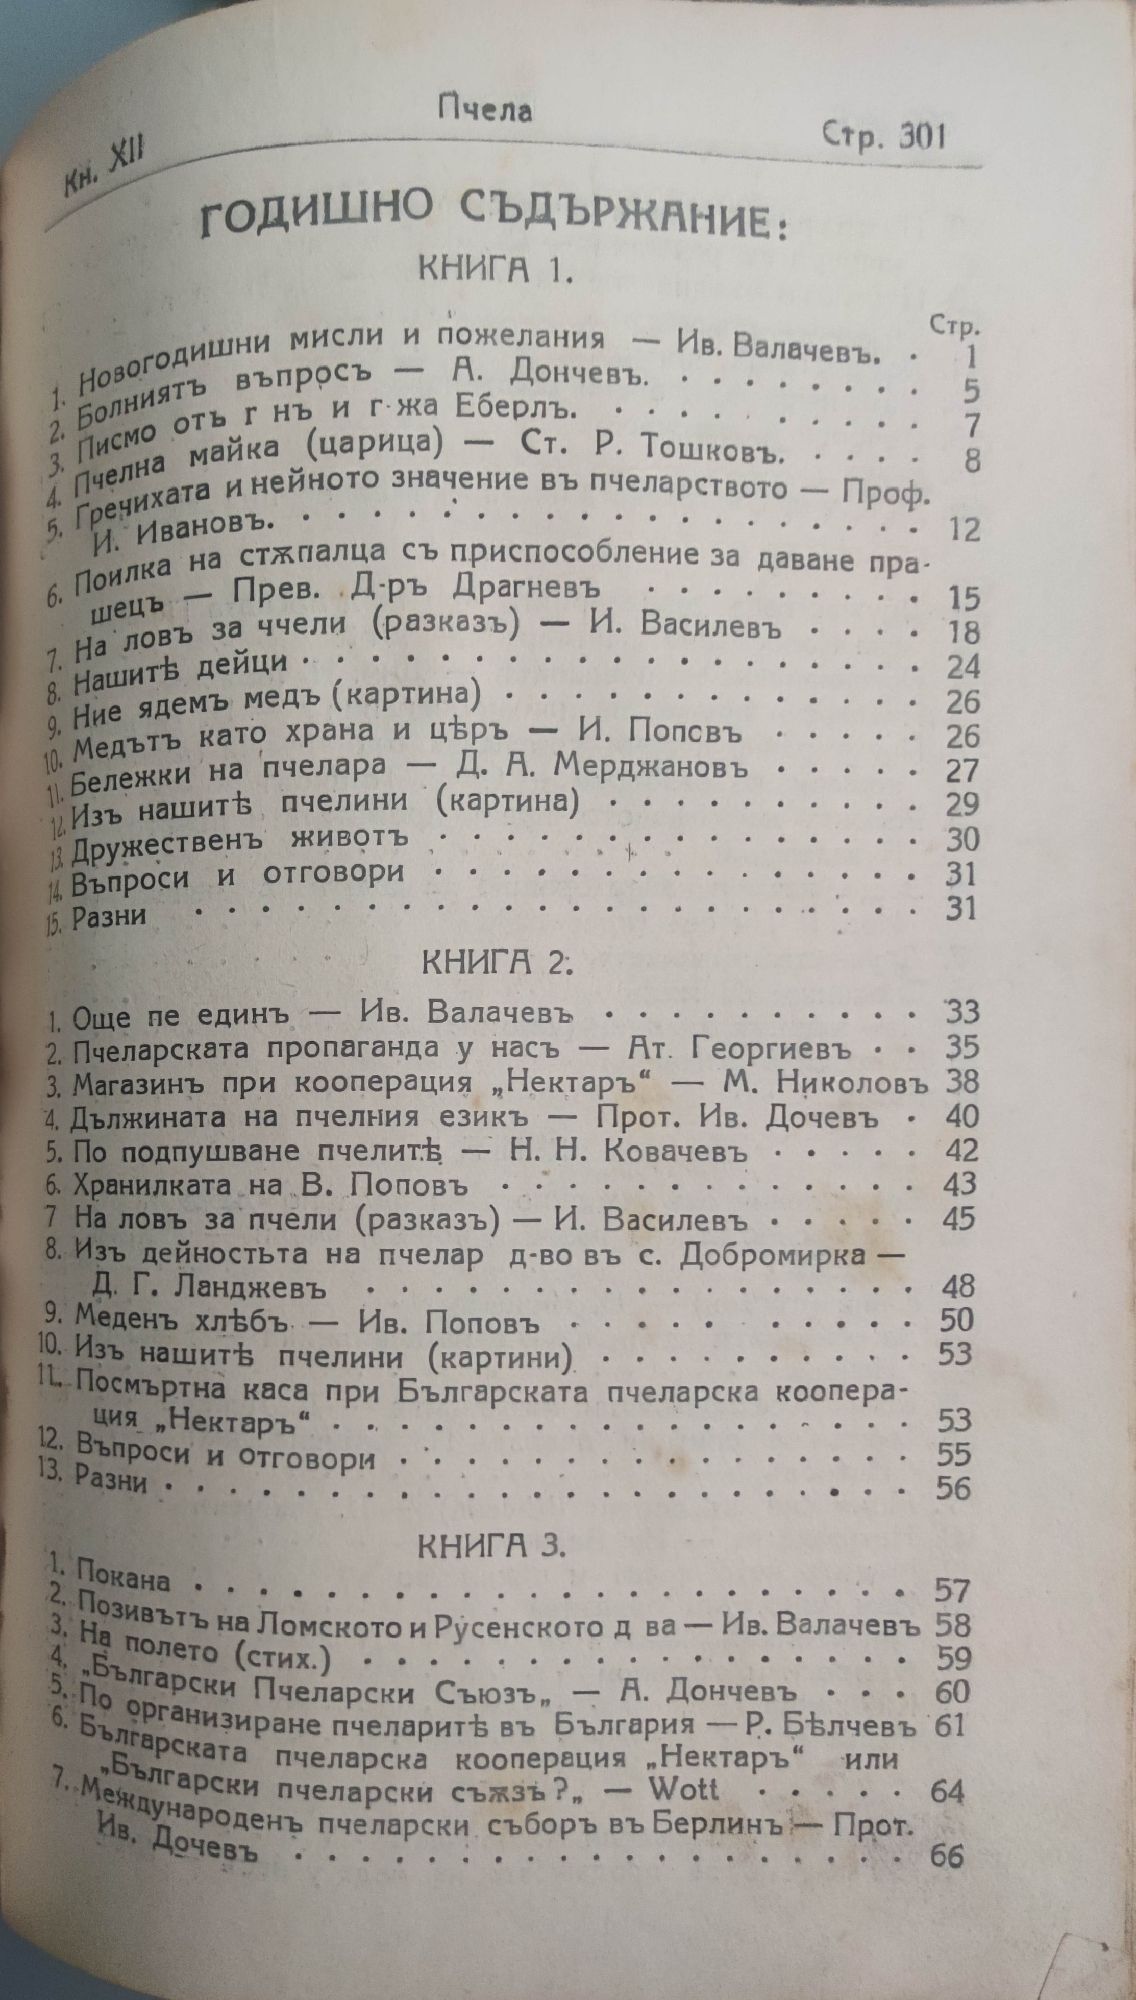 Кн. XII Пчела Стр. 301
ГОДИШНО СЪДЪРЖАНИЕ:
КНИГА 1.
Стр.
1. Новогодишни мисли и пожелания — Ив. Валачевъ. 1
2. Болниятъ въпросъ — А. Дончевъ. 5
3. Писмо отъ г нъ и г-жа Еберлъ. 7
4. Пчелна майка (царица) — Ст. Р. Тошковъ. 8
5. Гречихата и нейното значение въ пчеларството — Проф.
И. Ивановъ. 12
6. Поилка на стѫпалца съ приспособление за даване пра-
шецъ — Прев. Д-ръ Драгневъ 15
7. На ловъ за ччели (разказъ) — И. Василевъ 18
8. Нашитѣ дейци 24
9. Ние ядемъ медъ (картина) 26
10. Медътъ като храна и цѣръ — И. Поповъ 26
11. Бележки на пчелара — Д. А. Мерджановъ 27
12. Изъ нашитѣ пчелини (картина) 29
13. Дружественъ животъ 30
14. Въпроси и отговори 31
15. Разни 31
КНИГА 2.
1. Още пе единъ — Ив. Валачевъ 33
2. Пчеларската пропаганда у насъ — Ат. Георгиевъ 35
3. Магазинъ при кооперация „Нектаръ“ — М. Николовъ 38
4. Дължината на пчелния езикъ — Прот. Ив. Дочевъ 40
5. По подпушване пчелитѣ — Н. Н. Ковачевъ 42
6. Хранилката на В. Поповъ 43
7 На ловъ за пчели (разказъ) — И. Василевъ 45
8. Изъ дейностьта на пчелар д-во въ с. Добромирка —
Д. Г. Ланджевъ 48
9. Меденъ хлѣбъ — Ив. Поповъ 50
10. Изъ нашитѣ пчелини (картини) 53
11. Посмъртна каса при Българската пчеларска коопера-
ция „Нектаръ“ 53
12. Въпроси и отговори 55
13. Разни 56
КНИГА 3.
1. Покана 57
2. Позивътъ на Ломското и Русенското д ва — Ив. Валачевъ 58
3. На полето (стих.) 59
4. „Български Пчеларски Съюзъ„ — А. Дончевъ 60
5. По организиране пчеларитѣ въ България — Р. Бѣлчевъ 61
6. Българската пчеларска кооперация „Нектаръ“ или
„Български пчеларски съѫзъ?„ — Wott 64
7. Международенъ пчеларски съборъ въ Берлинъ — Прот.
Ив. Дочевъ 66